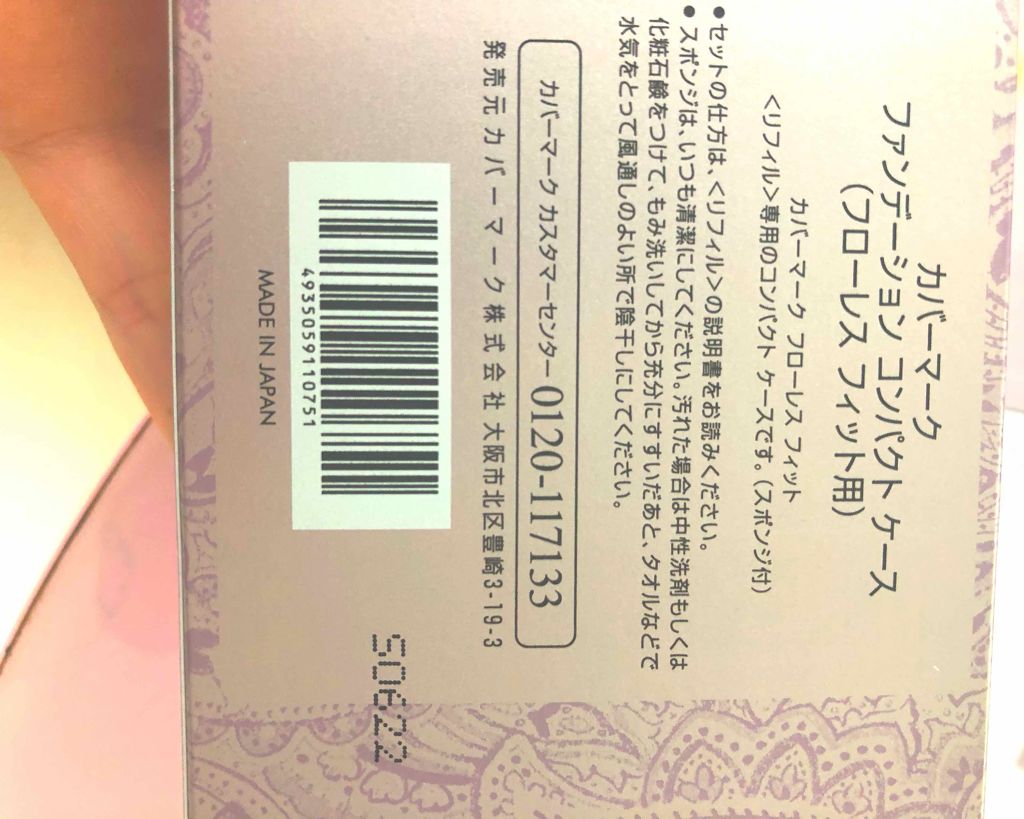 カバーマーク
ファンデーション コンパクト ケース
(フローレス フィット用)
カバーマーク フローレス フィット
<リフィル>専用のコンパクト ケースです。(スポンジ付)
●セットの仕方は、<リフィル>の説明書をお読みください。
●スポンジは、いつも清潔にしてください。汚れた場合は中性洗剤もしくは
化粧石鹸をつけて、もみ洗いしてから充分にすすいだあと、タオルなどで
水気をとって風通しのよい所で陰干しにしてください。
カバーマーク カスタマーセンター 0120-117133
発売元 カバーマーク株式会社 大阪市北区豊崎3-19-3
S0622
4935059110751
MADE IN JAPAN